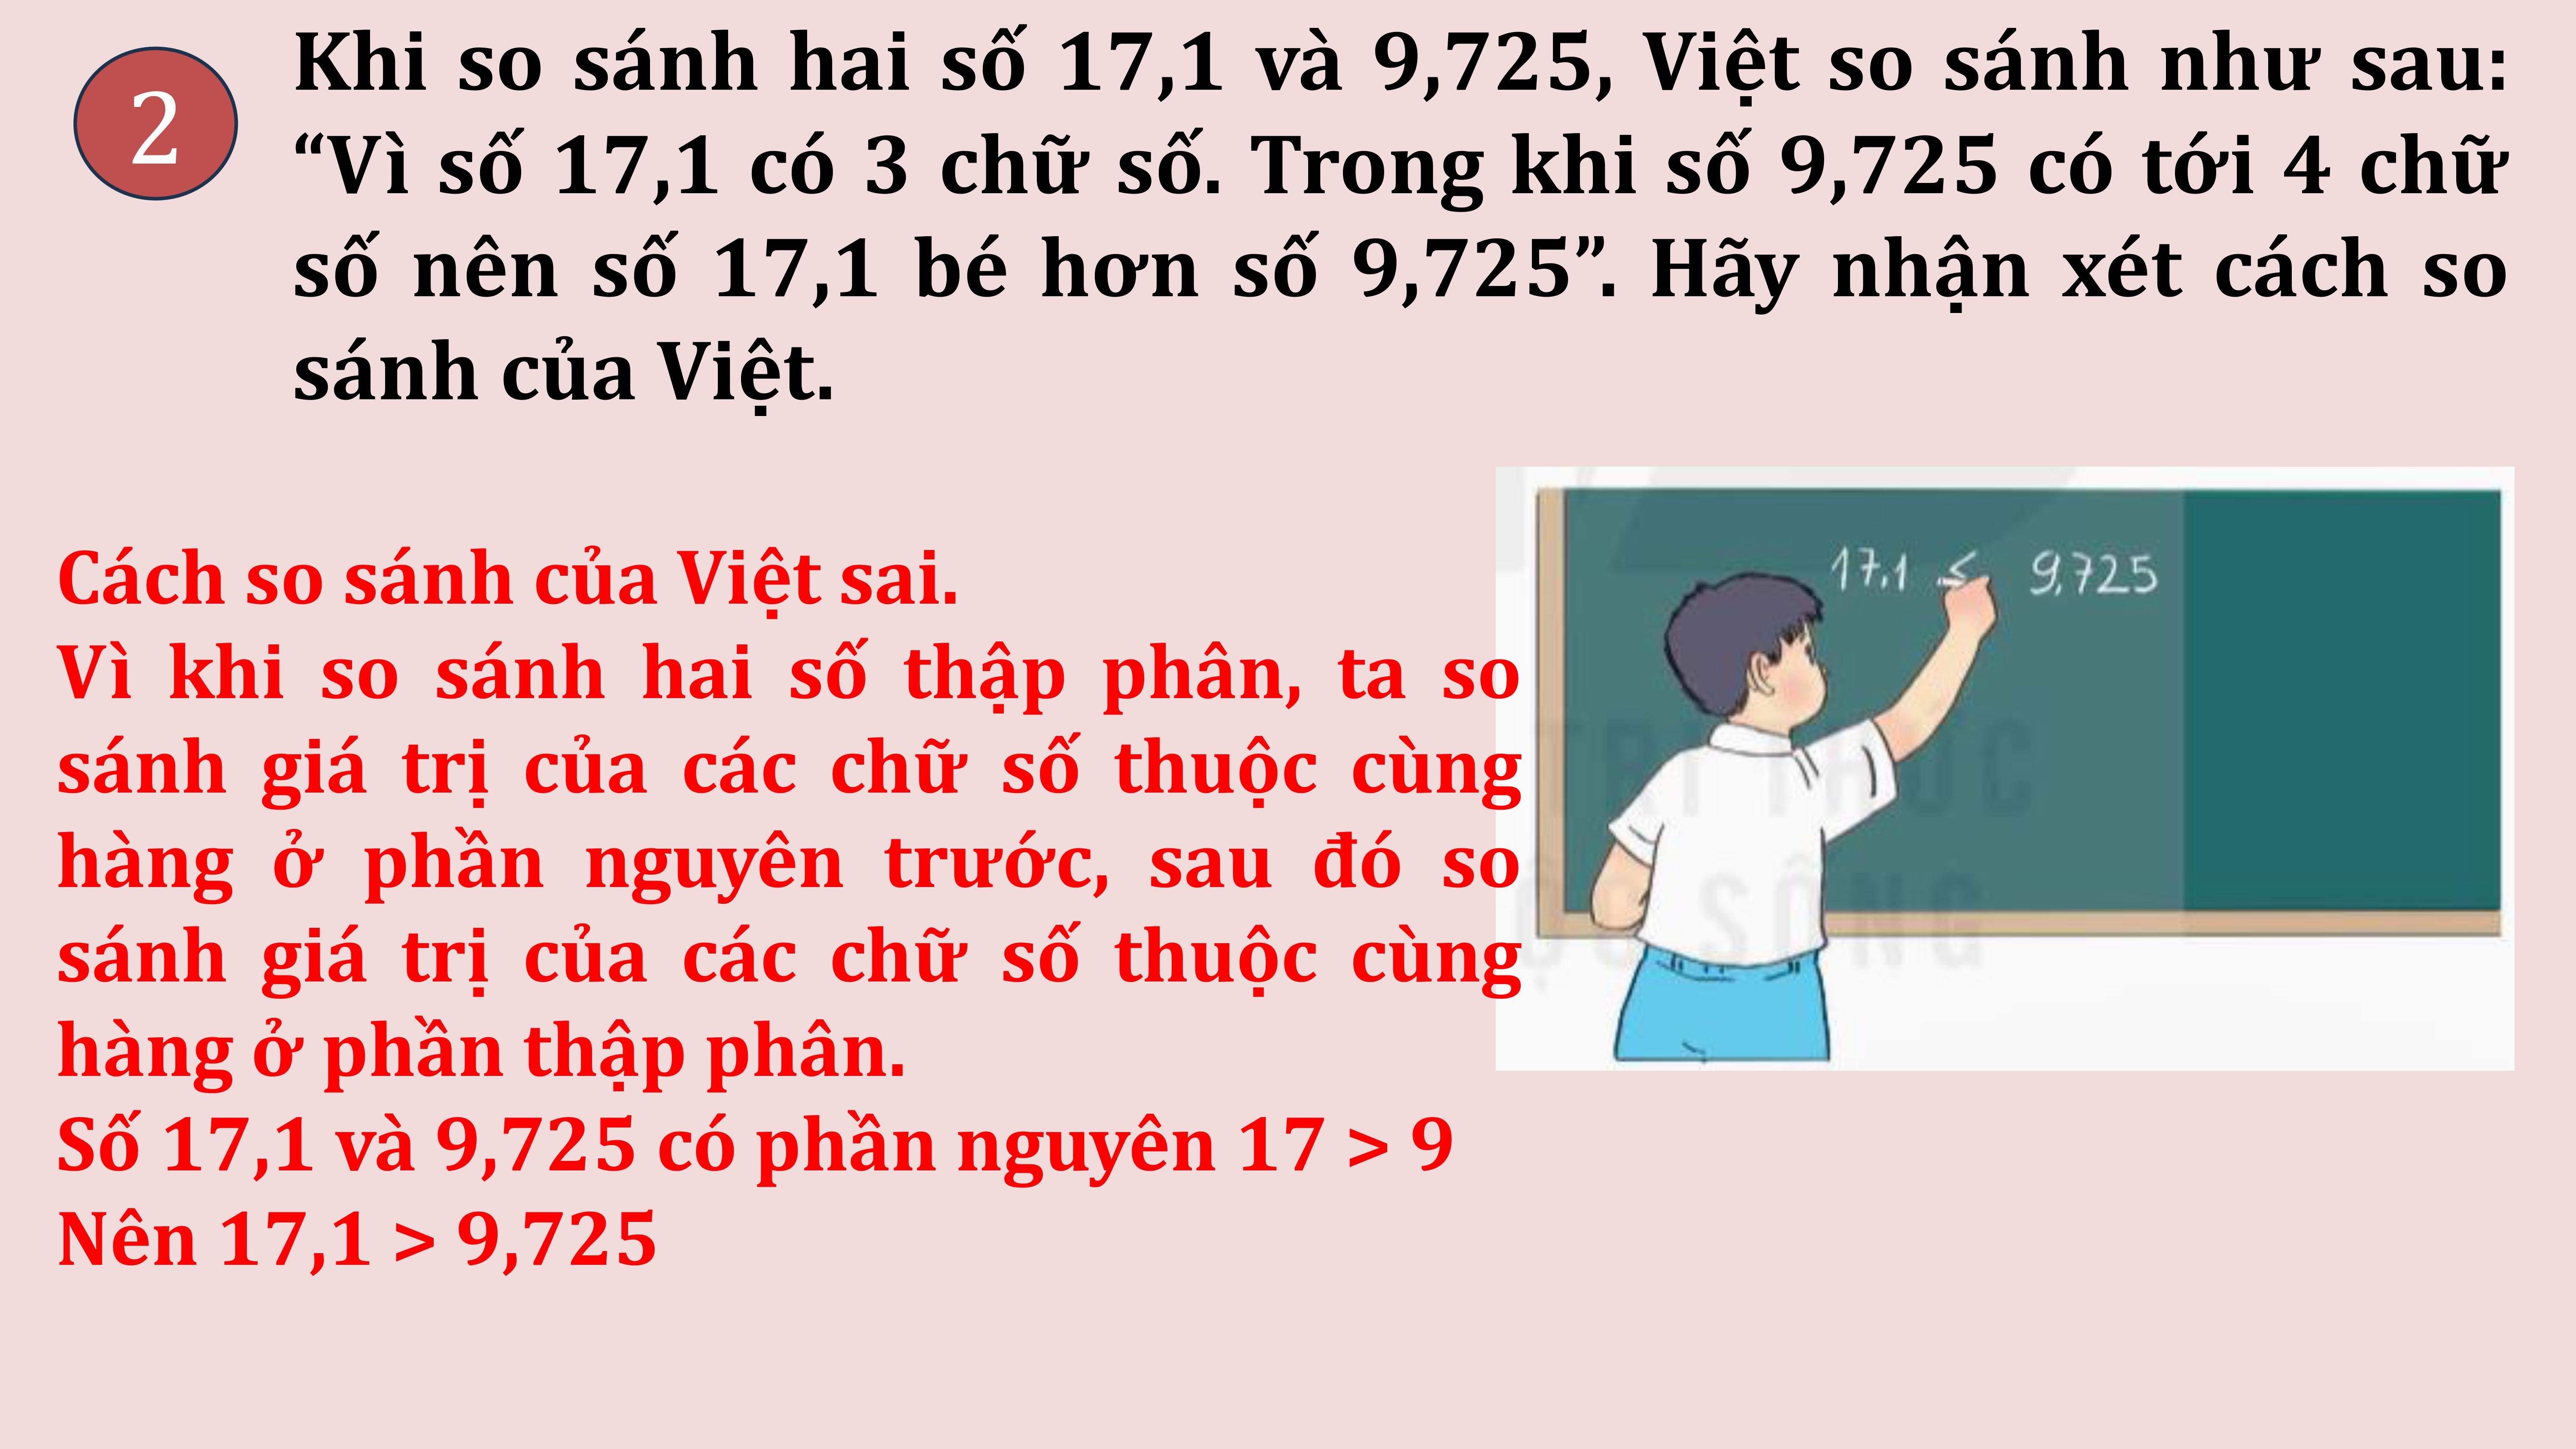 2
Khi so sánh hai số 17,1 và 9,725, Việt so sánh như sau:
“Vì số 17,1 có 3 chữ số. Trong khi số 9,725 có tới 4 chữ
số nên số 17,1 bé hơn số 9,725”. Hãy nhận xét cách so
sánh của Việt.
17,1 ≤ 9,725
Cách so sánh của Việt sai.
Vì khi so sánh hai số thập phân, ta so
sánh giá trị của các chữ số thuộc cùng
hàng ở phần nguyên trước, sau đó so
sánh giá trị của các chữ số thuộc cùng
hàng ở phần thập phân.
Số 17,1 và 9,725 có phần nguyên 17 > 9
Nên 17,1 > 9,725
TRI THỨC
SỐNG